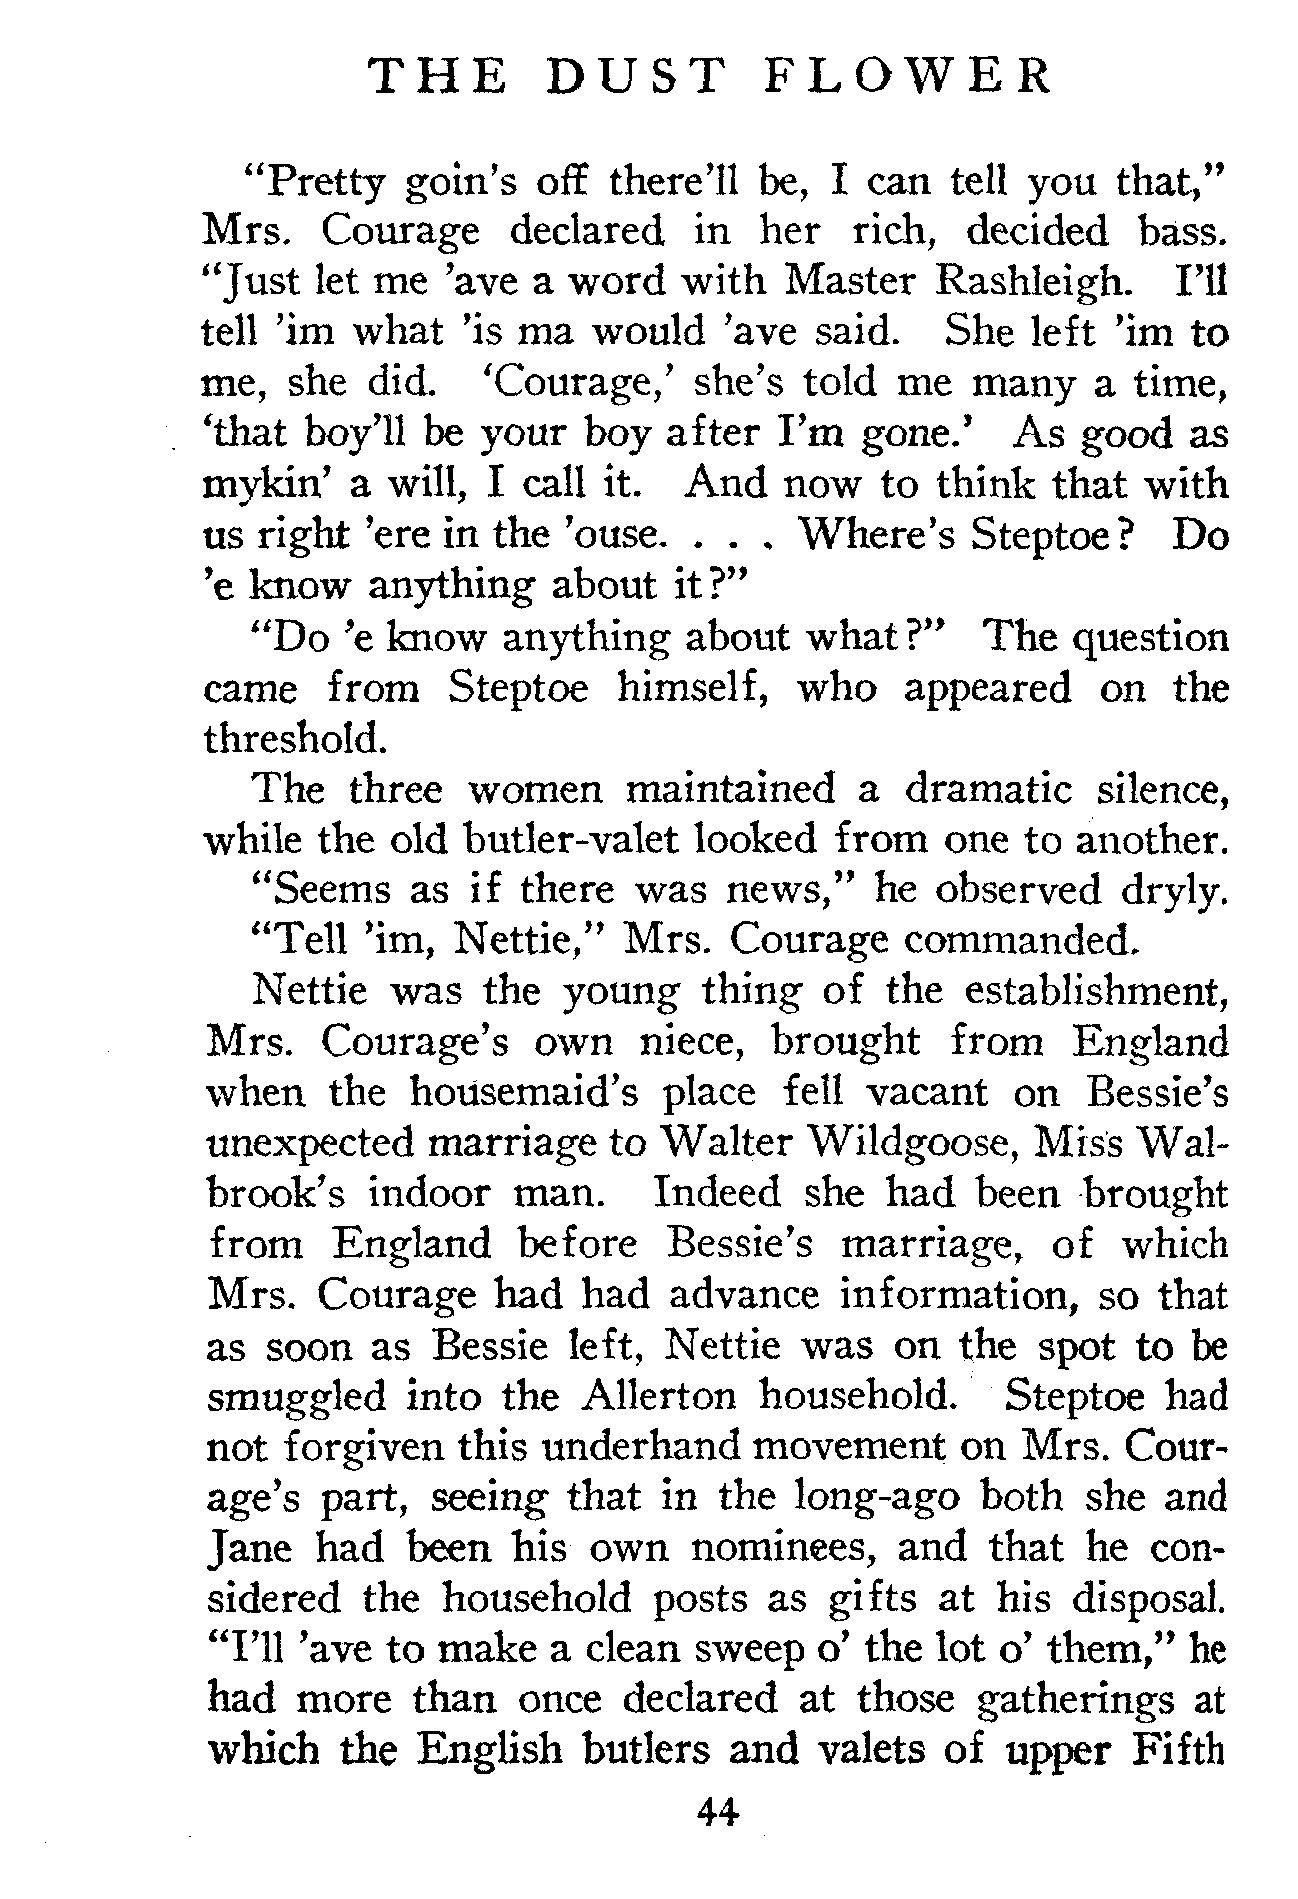 THE DUST FLOWER
“Pretty goin’s off there’ll be, I can tell you that,”
Mrs. Courage declared in her rich, decided bass.
“Just let me ’ave a word with Master Rashleigh. I’ll
tell ’im what ’is ma would ’ave said. She left ’im to
me, she did. ‘Courage,’ she’s told me many a time,
‘that boy’ll be your boy after I’m gone.’ As good as
mykin’ a will, I call it. And now to think that with
us right ’ere in the ’ouse. . . . Where’s Steptoe? Do
’e know anything about it?”
“Do ’e know anything about what?” The question
came from Steptoe himself, who appeared on the
threshold.
The three women maintained a dramatic silence,
while the old butler-valet looked from one to another.
“Seems as if there was news,” he observed dryly.
“Tell ’im, Nettie,” Mrs. Courage commanded.
Nettie was the young thing of the establishment,
Mrs. Courage’s own niece, brought from England
when the housemaid’s place fell vacant on Bessie’s
unexpected marriage to Walter Wildgoose, Miss Wal-
brook’s indoor man. Indeed she had been brought
from England before Bessie’s marriage, of which
Mrs. Courage had had advance information, so that
as soon as Bessie left, Nettie was on the spot to be
smuggled into the Allerton household. Steptoe had
not forgiven this underhand movement on Mrs. Cour-
age’s part, seeing that in the long-ago both she and
Jane had been his own nominees, and that he con-
sidered the household posts as gifts at his disposal.
“I’ll ’ave to make a clean sweep o’ the lot o’ them,” he
had more than once declared at those gatherings at
which the English butlers and valets of upper Fifth
44